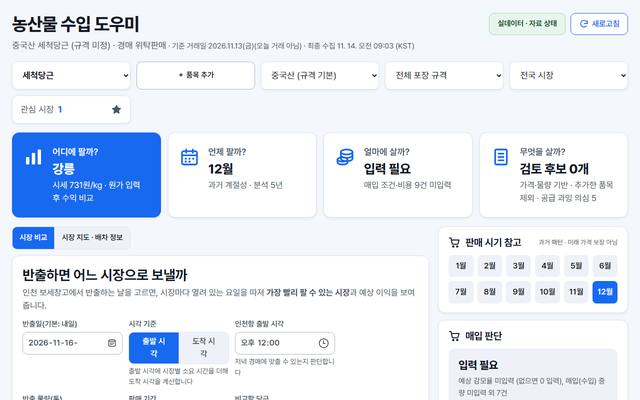 농산물 수입 도우미
실데이터 · 자료 상태
새로고침
중국산 세척당근 (규격 미정) · 경매 위탁판매 · 기준 거래일 2026.11.13(금)(오늘 거래 아님) · 최종 수집 11. 14. 오전 09:03 (KST)
세척당근
+ 품목 추가
중국산 (규격 기본)
전체 포장 규격
전국 시장
관심 시장 1
어디에 팔까?
강릉
시세 731원/kg · 원가 입력
후 수익 비교
언제 팔까?
12월
과거 계절성 · 분석 5년
얼마에 살까?
입력 필요
매입 조건·비용 9건 미입력
무엇을 살까?
검토 후보 0개
가격·물량 기반 · 추가한 품목
제외 · 공급 과잉 의심 5
시장 비교
시장 지도 · 배차 정보
반출하면 어느 시장으로 보낼까
인천 보세창고에서 반출하는 날을 고르면, 시장마다 열려 있는 요일을 따져 가장 빨리 팔 수 있는 시장과 예상 이익을 보여
줍니다.
반출일(기본: 내일)
2026-11-16-
시각 기준
출발 시
각
도착 시
각
출발 시각에 시장별 소요 시간을 더해
도착 시각을 계산합니다
인천항 출발 시각
오후 12:00
저녁 경매에 맞출 수 있는지 판단합니
다
반출 물량(톤)
판매 기간
비교할 당근
판매 시기 참고
과거 패턴 · 미래 가격 보장 아님
1월
2월
3월
4월
5월
6월
7월
8월
9월
10월
11월
12월
매입 판단
입력 필요
예상 감모율 미입력 (없으면 0 입력), 매입(수입) 중
량 미입력 외 7건